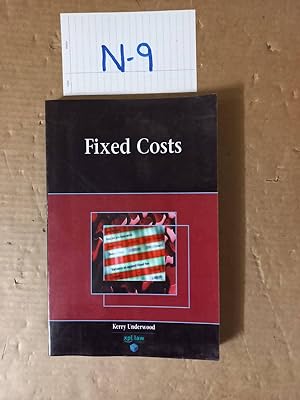 N-9
Fixed Costs
Kerry Underwood
xpl law